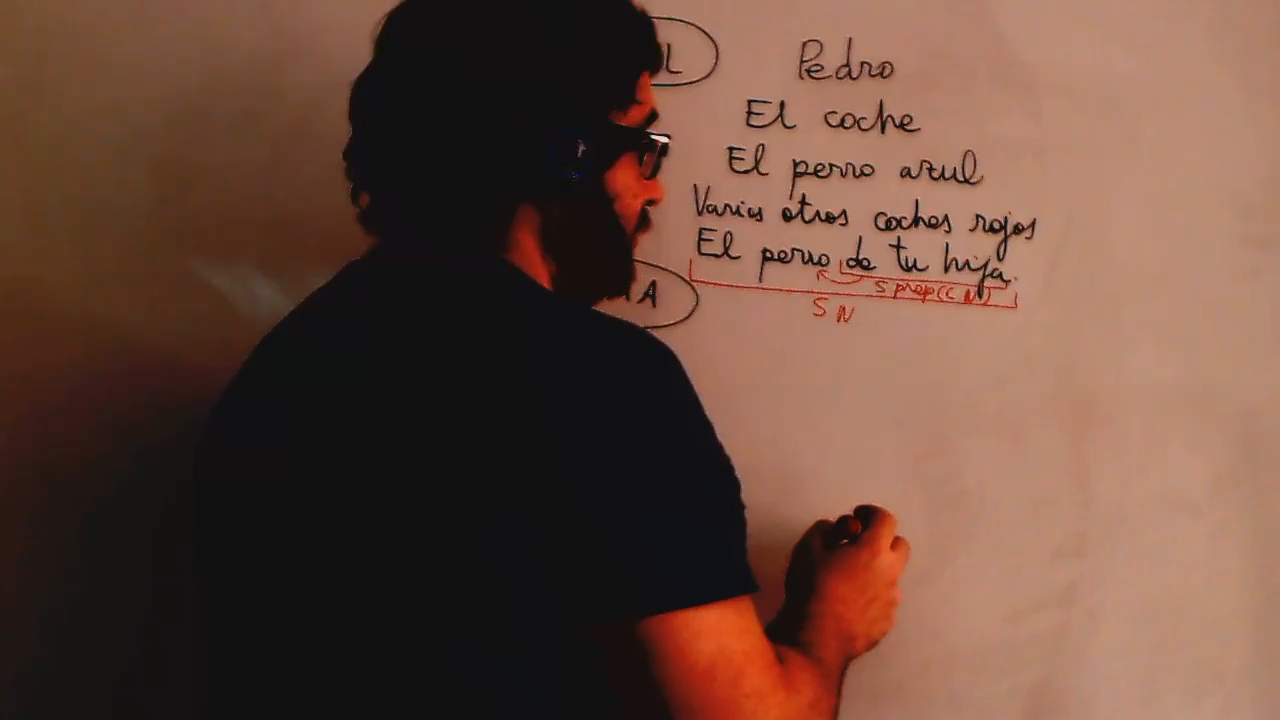 L
Pedro
El coche
El perro azul
Varios otros coches rojos
El perro de tu hija.
A
S prep (C N)
S N